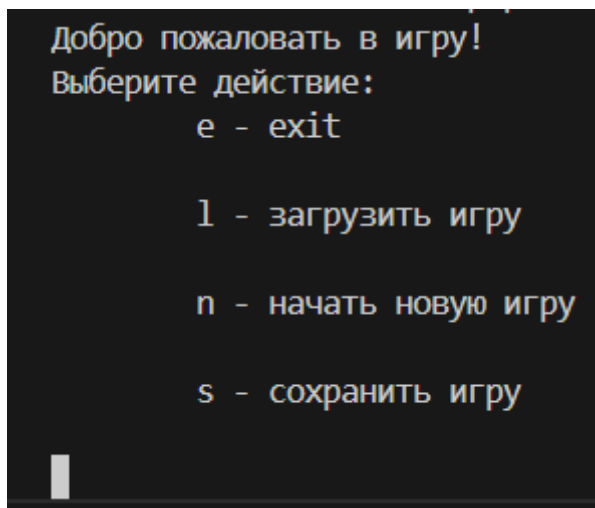 Добро пожаловать в игру!
Выберите действие:
e - exit
l - загрузить игру
n - начать новую игру
s - сохранить игру